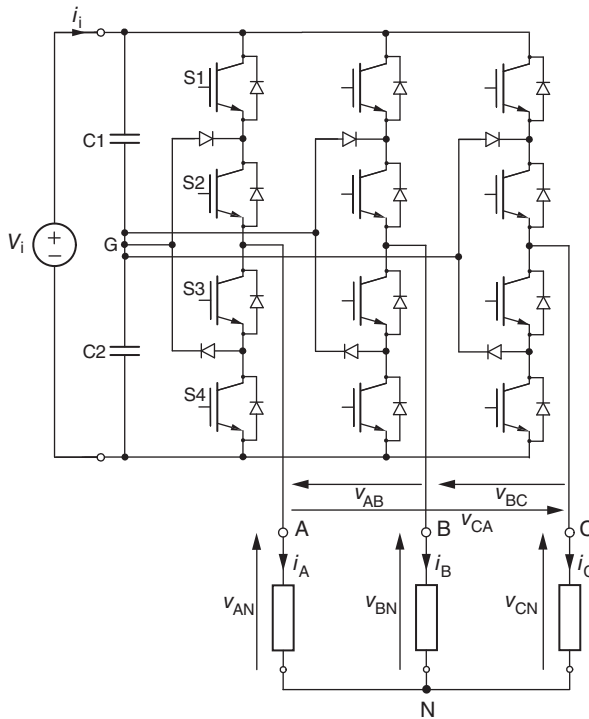 i_i
S1
C1
S2
V_i
+
−
G
S3
C2
S4
v_AB
v_BC
v_CA
A
B
C
i_A
i_B
i_C
v_AN
v_BN
v_CN
N